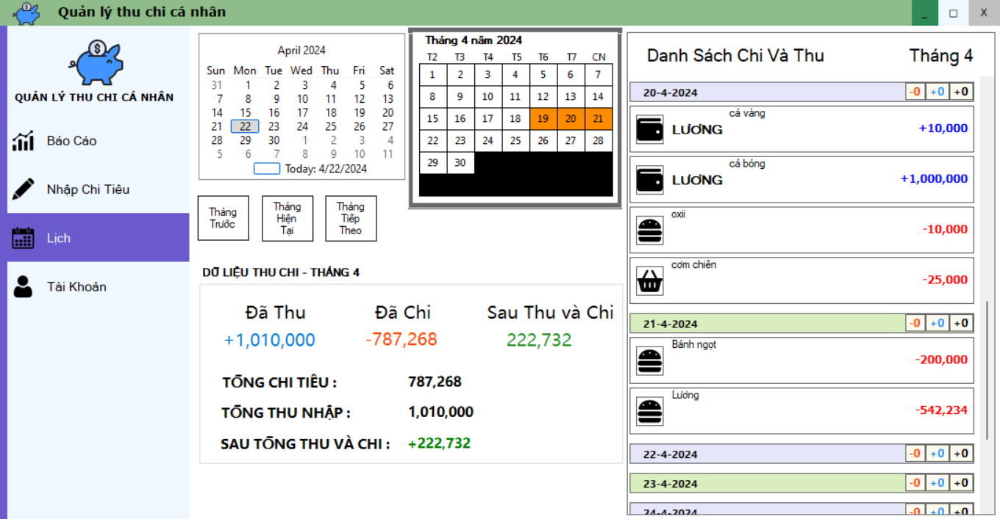 Quản lý thu chi cá nhân
_ □ X
$
QUẢN LÝ THU CHI CÁ NHÂN
Báo Cáo
Nhập Chi Tiêu
Lịch
Tài Khoản
April 2024
Sun Mon Tue Wed Thu Fri Sat
31 1 2 3 4 5 6
7 8 9 10 11 12 13
14 15 16 17 18 19 20
21 22 23 24 25 26 27
28 29 30 1 2 3 4
5 6 7 8 9 10 11
Today: 4/22/2024
Tháng 4 năm 2024
T2 T3 T4 T5 T6 T7 CN
1 2 3 4 5 6 7
8 9 10 11 12 13 14
15 16 17 18 19 20 21
22 23 24 25 26 27 28
29 30
Tháng
Trước
Tháng
Hiện
Tại
Tháng
Tiếp
Theo
DỮ LIỆU THU CHI - THÁNG 4
Đã Thu Đã Chi Sau Thu và Chi
+1,010,000 -787,268 222,732
TỔNG CHI TIÊU : 787,268
TỔNG THU NHẬP : 1,010,000
SAU TỔNG THU VÀ CHI : +222,732
Danh Sách Chi Và Thu Tháng 4
20-4-2024 -0 +0 +0
cá vàng
LƯƠNG +10,000
cá bóng
LƯƠNG +1,000,000
oxii
-10,000
cơm chiên
-25,000
21-4-2024 -0 +0 +0
Bánh ngọt
-200,000
Lương
-542,234
22-4-2024 -0 +0 +0
23-4-2024 -0 +0 +0
24-4-2024 -0 +0 +0